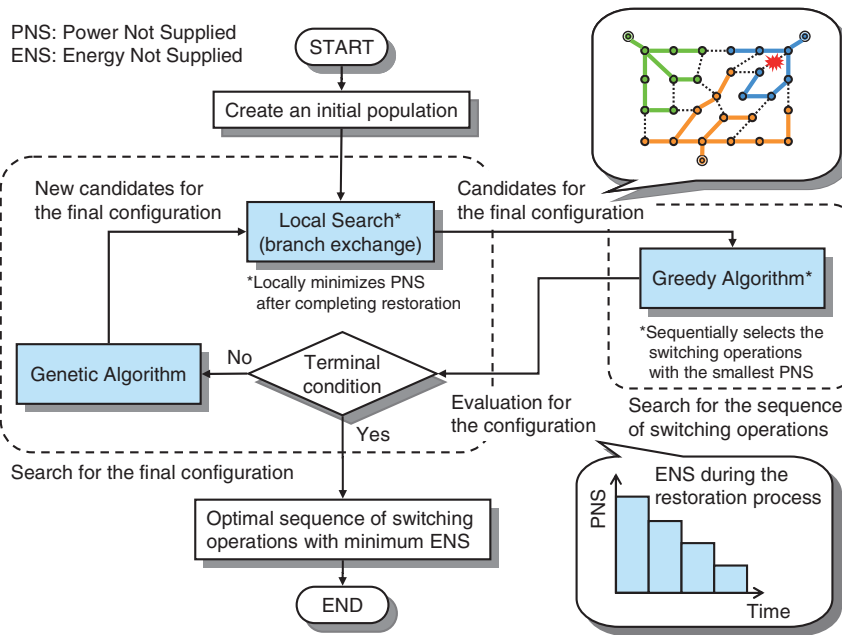 PNS: Power Not Supplied
ENS: Energy Not Supplied
START
Create an initial population
New candidates for
the final configuration
Candidates for
the final configuration
Local Search*
(branch exchange)
*Locally minimizes PNS
after completing restoration
Greedy Algorithm*
*Sequentially selects the
switching operations
with the smallest PNS
Genetic Algorithm
No
Terminal
condition
Yes
Evaluation for
the configuration
Search for the sequence
of switching operations
Search for the final configuration
Optimal sequence of switching
operations with minimum ENS
END
ENS during the
restoration process
PNS
Time